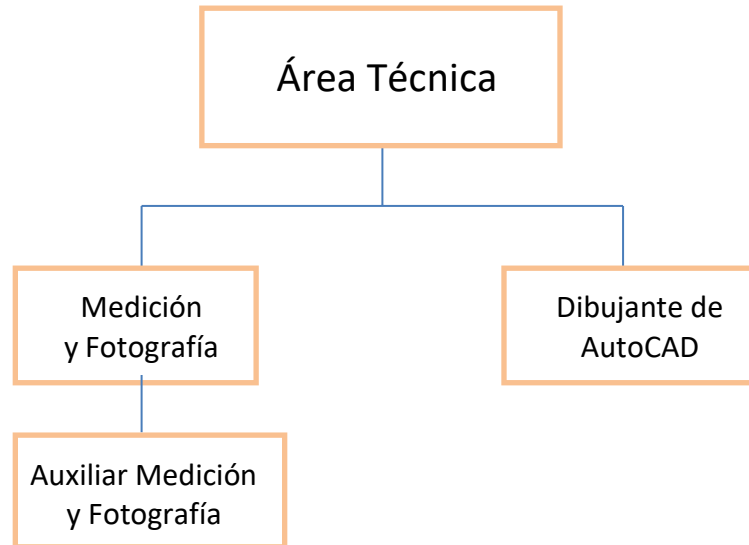 Área Técnica
Medición
y Fotografía
Dibujante de
AutoCAD
Auxiliar Medición
y Fotografía